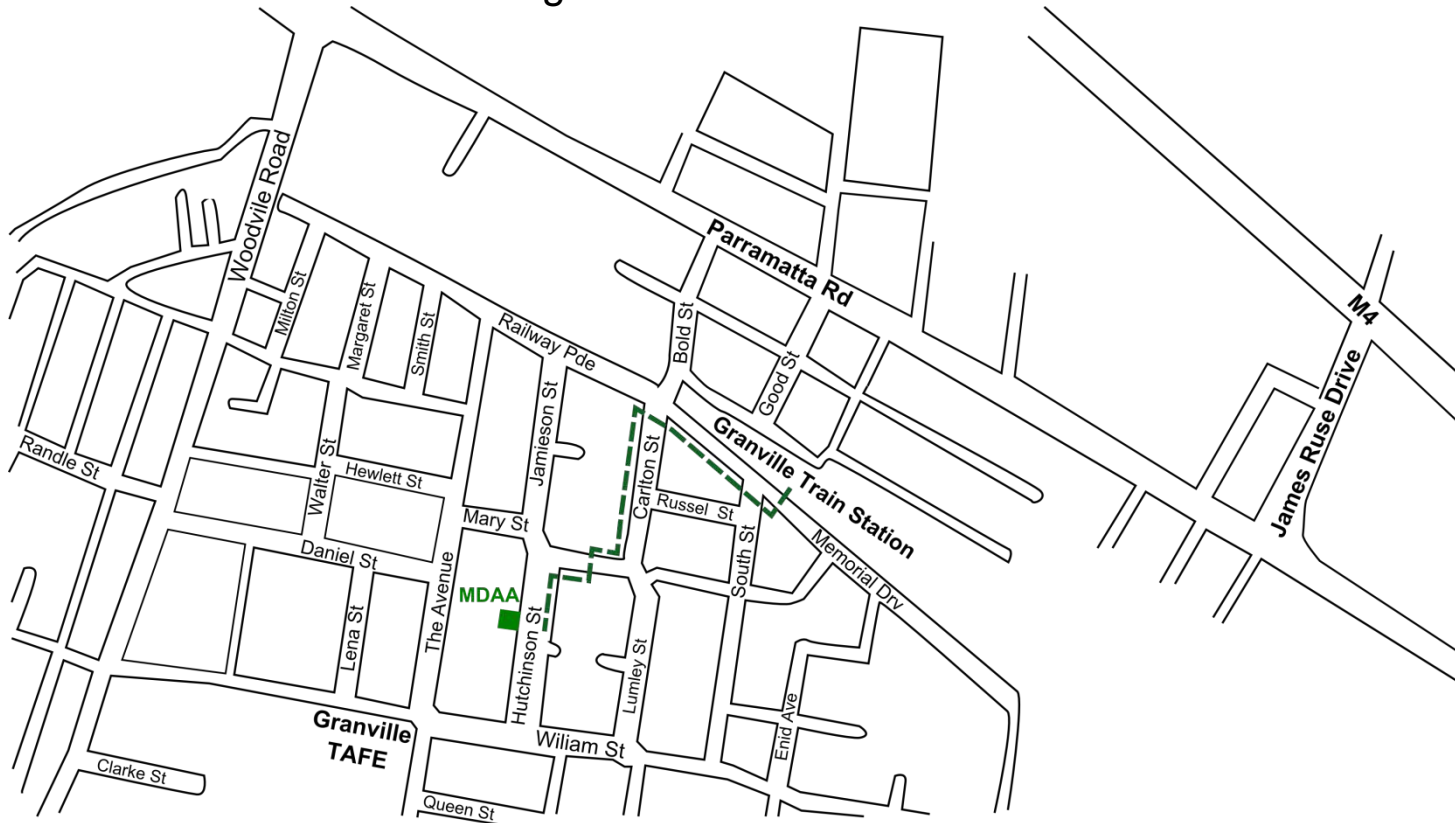 g
Woodvile Road
Parramatta Rd
M4
James Ruse Drive
Milton St
Margaret St
Smith St
Railway Pde
Bold St
Good St
Granville Train Station
Jamieson St
Carlton St
Randle St
Walter St
Hewlett St
Mary St
Russel St
South St
Memorial Drv
Daniel St
The Avenue
MDAA
Hutchinson St
Lena St
Lumley St
Enid Ave
Granville
TAFE
Wiliam St
Clarke St
Queen St